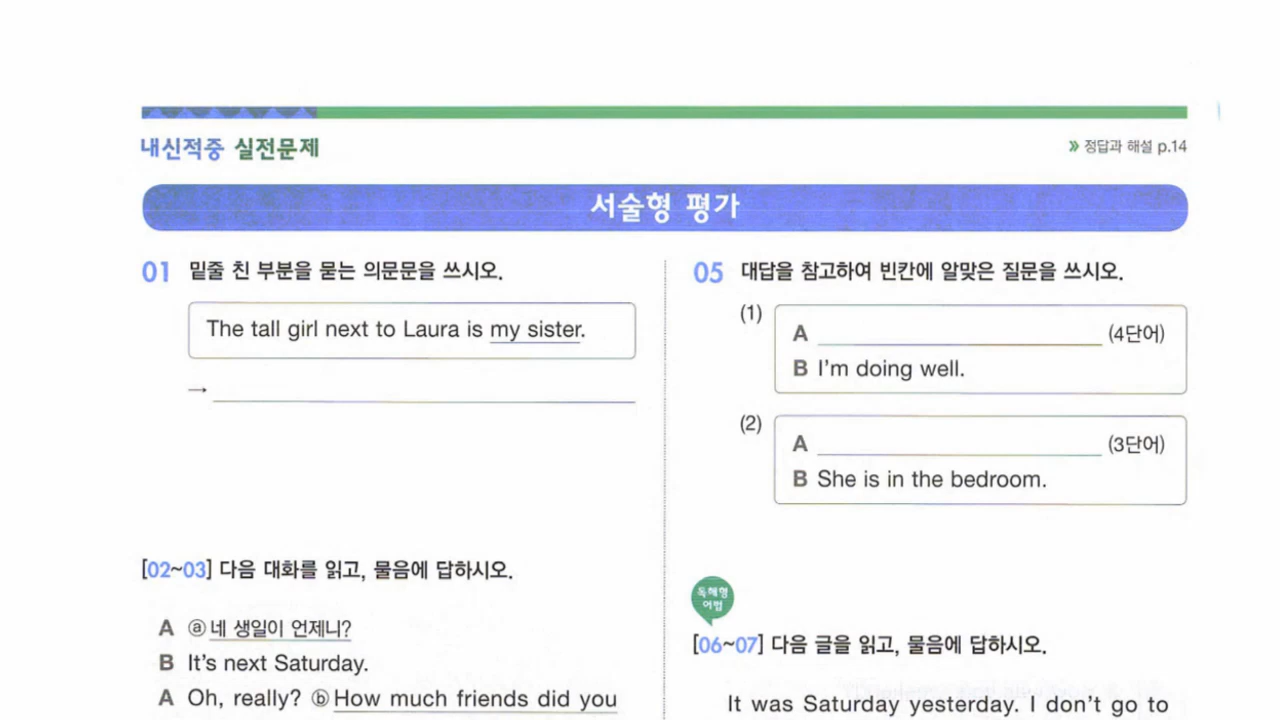 내신적중 실전문제
» 정답과 해설 p.14
서술형 평가
01 밑줄 친 부분을 묻는 의문문을 쓰시오.
The tall girl next to Laura is my sister.
→
[02~03] 다음 대화를 읽고, 물음에 답하시오.
A ⓐ 네 생일이 언제니?
B It's next Saturday.
A Oh, really? ⓑ How much friends did you
05 대답을 참고하여 빈칸에 알맞은 질문을 쓰시오.
(1)
A (4단어)
B I'm doing well.
(2)
A (3단어)
B She is in the bedroom.
독해형
어법
[06~07] 다음 글을 읽고, 물음에 답하시오.
It was Saturday yesterday. I don't go to